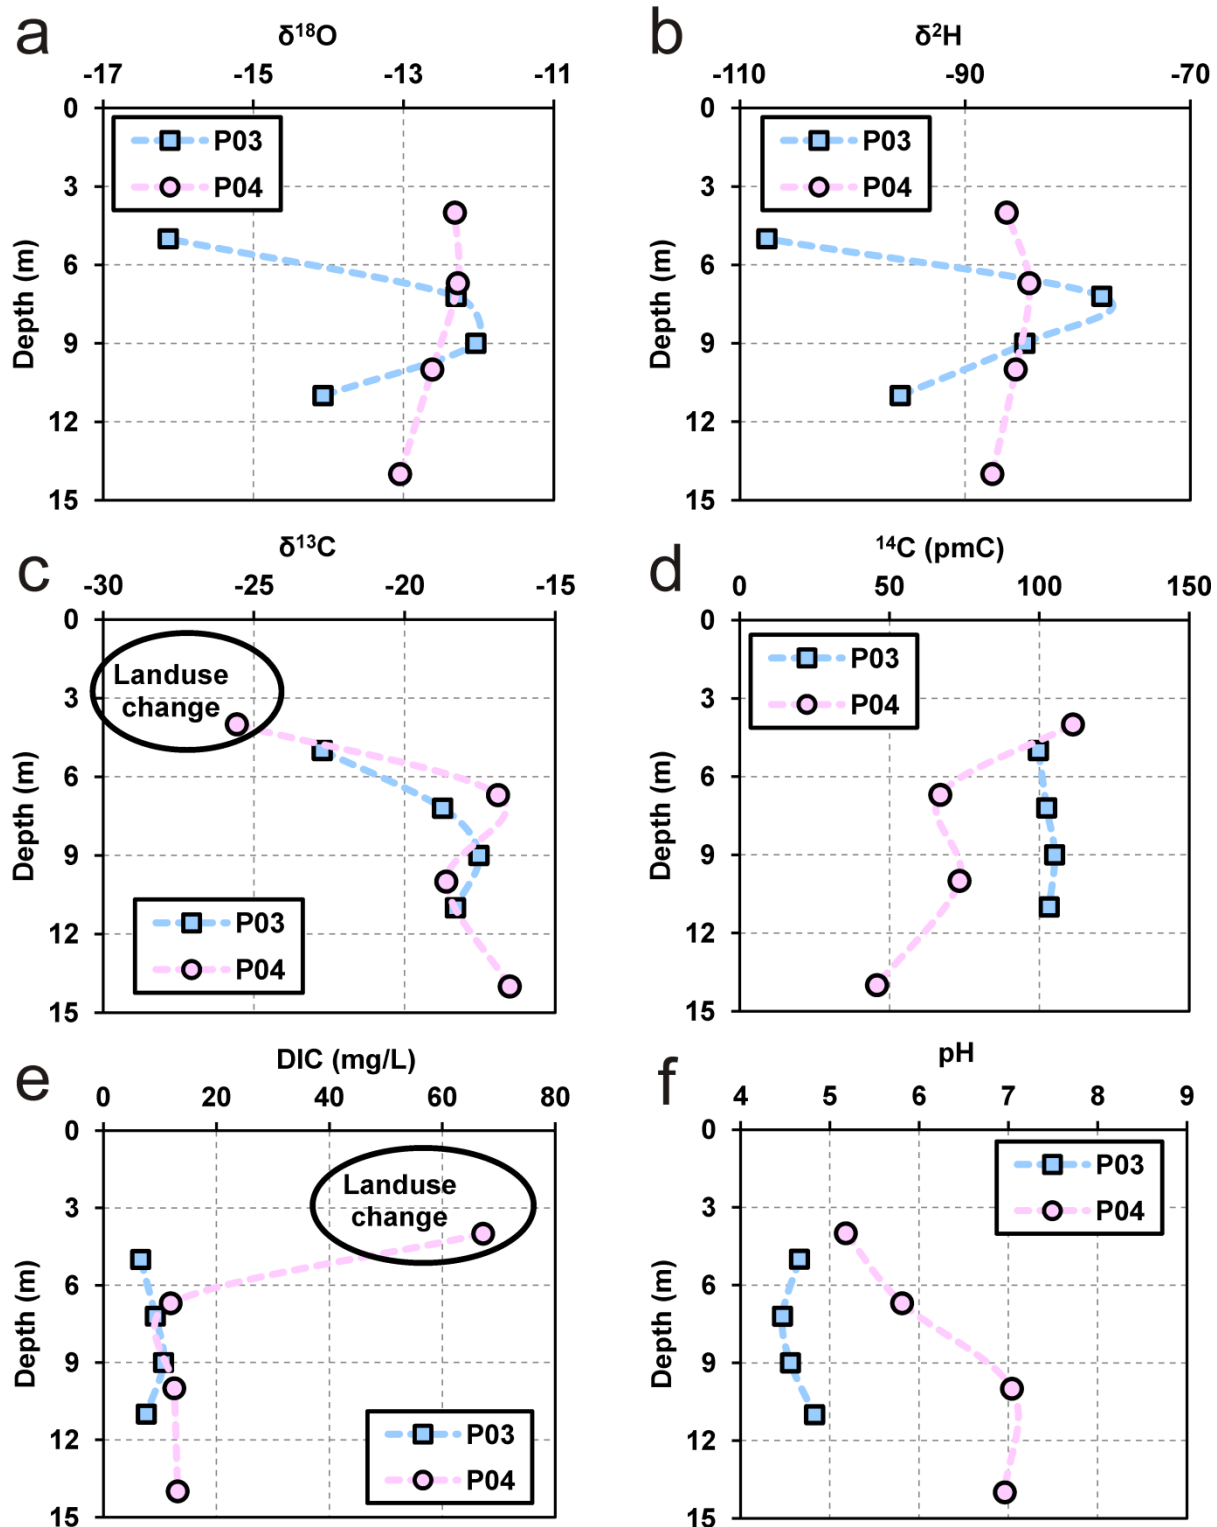 a
δ¹⁸O
-17 -15 -13 -11
0
3
6
9
12
15
Depth (m)
P03
P04
b
δ²H
-110 -90 -70
0
3
6
9
12
15
Depth (m)
P03
P04
c
δ¹³C
-30 -25 -20 -15
0
3
6
9
12
15
Depth (m)
Landuse
change
P03
P04
d
¹⁴C (pmC)
0 50 100 150
0
3
6
9
12
15
Depth (m)
P03
P04
e
DIC (mg/L)
0 20 40 60 80
0
3
6
9
12
15
Depth (m)
Landuse
change
P03
P04
f
pH
4 5 6 7 8 9
0
3
6
9
12
15
Depth (m)
P03
P04